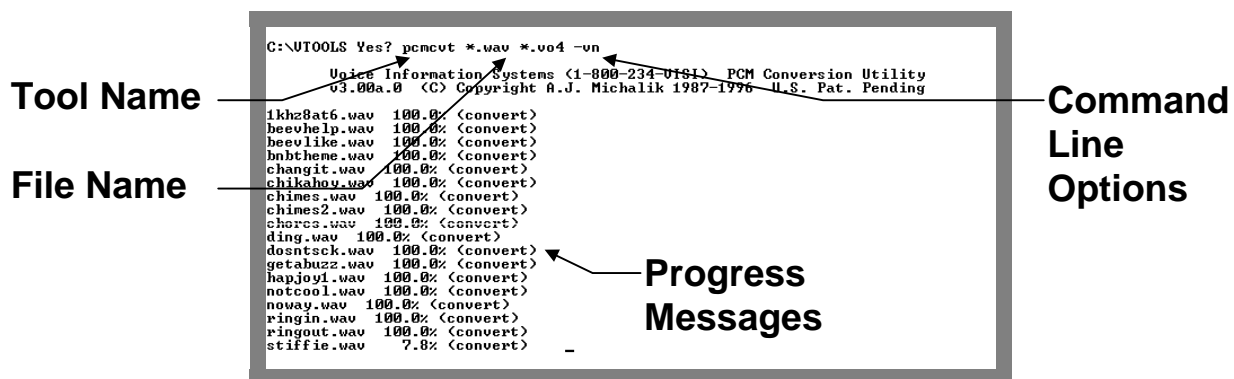 C:\VTOOLS Yes? pcmcvt *.wav *.vo4 -vn
Voice Information Systems (1-800-234-VISI) PCM Conversion Utility
v3.00a.0 (C) Copyright A.J. Michalik 1987-1996 U.S. Pat. Pending
Tool Name
File Name
1khz8at6.wav 100.0% (convert)
beevhelp.wav 100.0% (convert)
beevlike.wav 100.0% (convert)
bnbtheme.wav 100.0% (convert)
changit.wav 100.0% (convert)
chikahoy.wav 100.0% (convert)
chimes.wav 100.0% (convert)
chimes2.wav 100.0% (convert)
chorcs.wav 100.0% (convert)
ding.wav 100.0% (convert)
dosntsck.wav 100.0% (convert)
getabuzz.wav 100.0% (convert)
hapjoy1.wav 100.0% (convert)
notcool.wav 100.0% (convert)
noway.wav 100.0% (convert)
ringin.wav 100.0% (convert)
ringout.wav 100.0% (convert)
stiffie.wav 7.8% (convert) _
Command
Line
Options
Progress
Messages